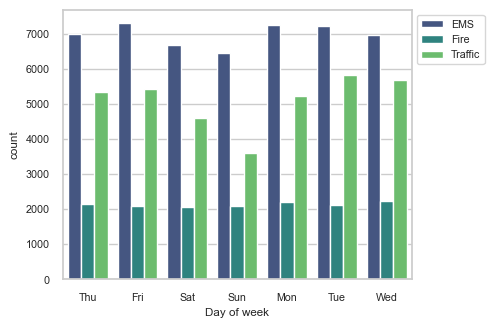 7000
6000
5000
4000
3000
2000
1000
0
count
Thu Fri Sat Sun Mon Tue Wed
Day of week
EMS
Fire
Traffic